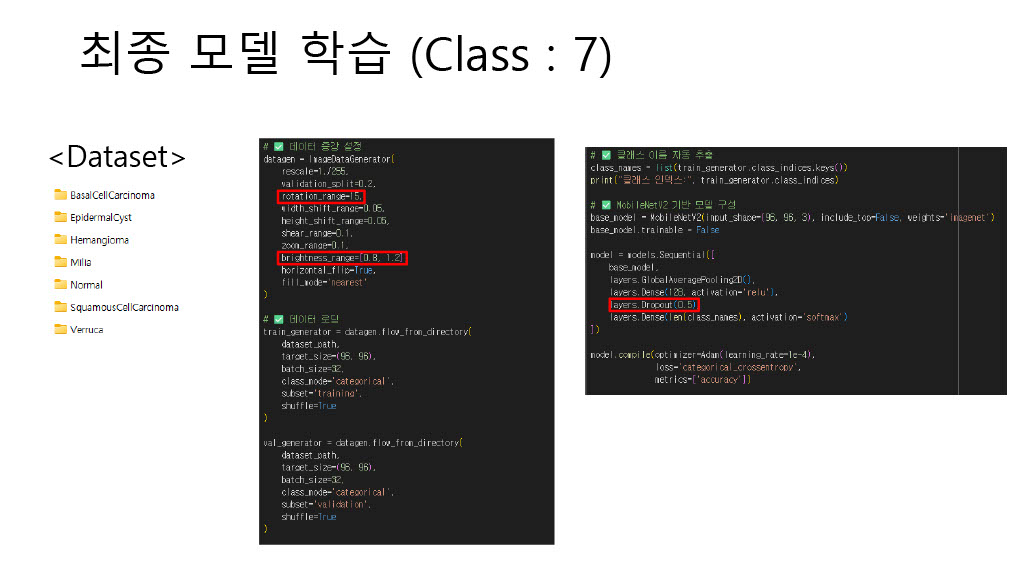 최종 모델 학습 (Class : 7)
<Dataset>
BasalCellCarcinoma
EpidermalCyst
Hemangioma
Milia
Normal
SquamousCellCarcinoma
Verruca
# ✅ 데이터 증강 설정
datagen = ImageDataGenerator(
rescale=1./255,
validation_split=0.2,
rotation_range=15,
width_shift_range=0.05,
height_shift_range=0.05,
shear_range=0.1,
zoom_range=0.1,
brightness_range=[0.8, 1.2]
horizontal_flip=True,
fill_mode='nearest'
)
# ✅ 데이터 로딩
train_generator = datagen.flow_from_directory(
dataset_path,
target_size=(96, 96),
batch_size=32,
class_mode='categorical',
subset='training',
shuffle=True
)
val_generator = datagen.flow_from_directory(
dataset_path,
target_size=(96, 96),
batch_size=32,
class_mode='categorical',
subset='validation',
shuffle=True
)
# ✅ 클래스 이름 자동 추출
class_names = list(train_generator.class_indices.keys())
print("클래스 인덱스:", train_generator.class_indices)
# ✅ MobileNetV2 기반 모델 구성
base_model = MobileNetV2(input_shape=(96, 96, 3), include_top=False, weights='imagenet')
base_model.trainable = False
model = models.Sequential([
base_model,
layers.GlobalAveragePooling2D(),
layers.Dense(128, activation='relu'),
layers.Dropout(0.5)
layers.Dense(len(class_names), activation='softmax')
])
model.compile(optimizer=Adam(learning_rate=1e-4),
loss='categorical_crossentropy',
metrics=['accuracy'])